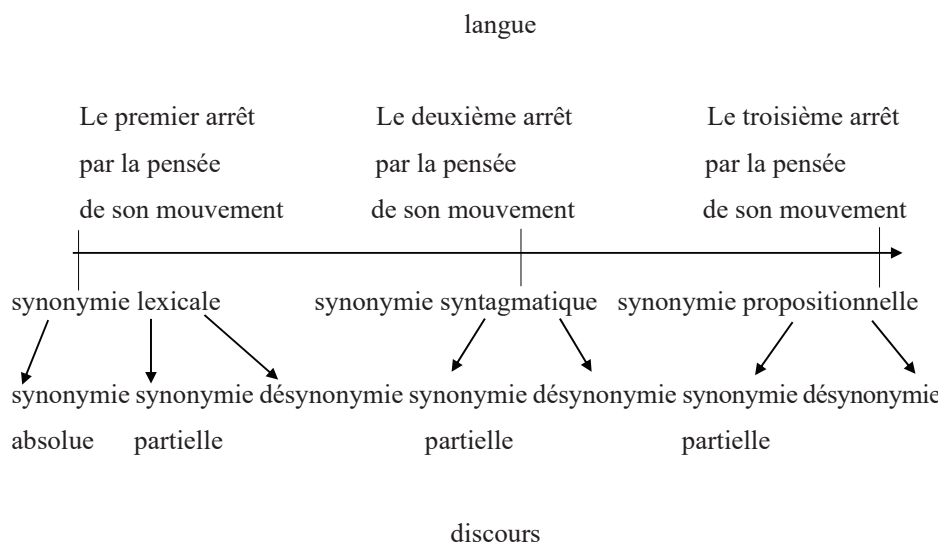 langue
Le premier arrêt Le deuxième arrêt Le troisième arrêt
par la pensée par la pensée par la pensée
de son mouvement de son mouvement de son mouvement
synonymie lexicale synonymie syntagmatique synonymie propositionnelle
synonymie synonymie désynonymie synonymie désynonymie synonymie désynonymie
absolue partielle partielle partielle
discours